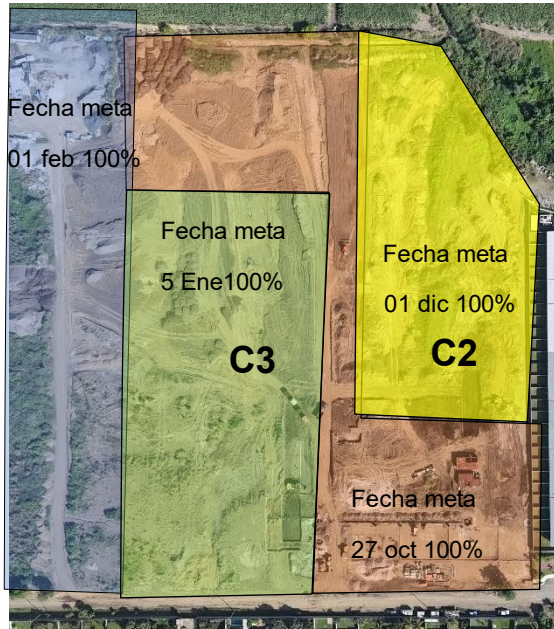 Fecha meta
01 feb 100%
Fecha meta
5 Ene100%
C3
Fecha meta
01 dic 100%
C2
Fecha meta
27 oct 100%